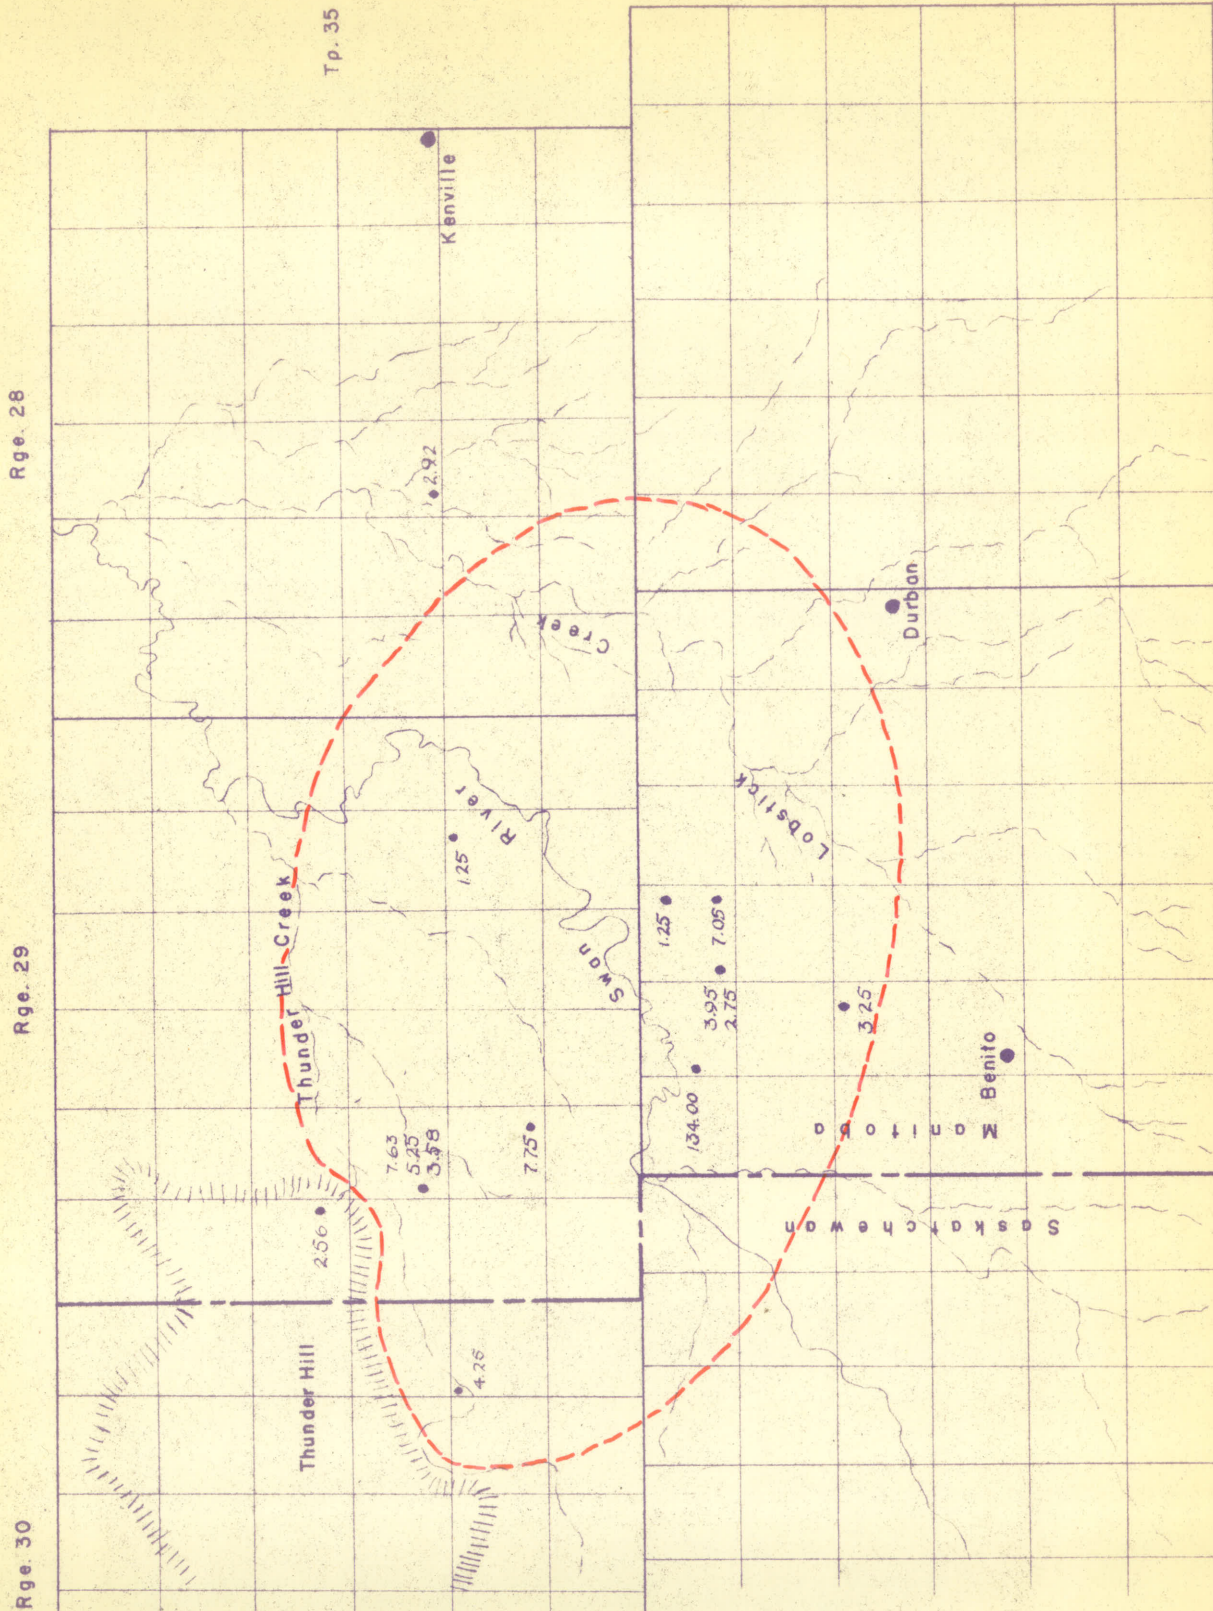 Rge. 30
Rge. 29
Rge. 28
Tp. 35
Kenville
Thunder Hill
Thunder Hill Creek
Swan River
Lobstick Creek
Durban
Benito
Manitoba
Saskatchewan
2.92
1.25
2.56
7.63
5.25
3.58
7.75
4.25
1.25
7.05
3.95
2.75
134.00
3.25